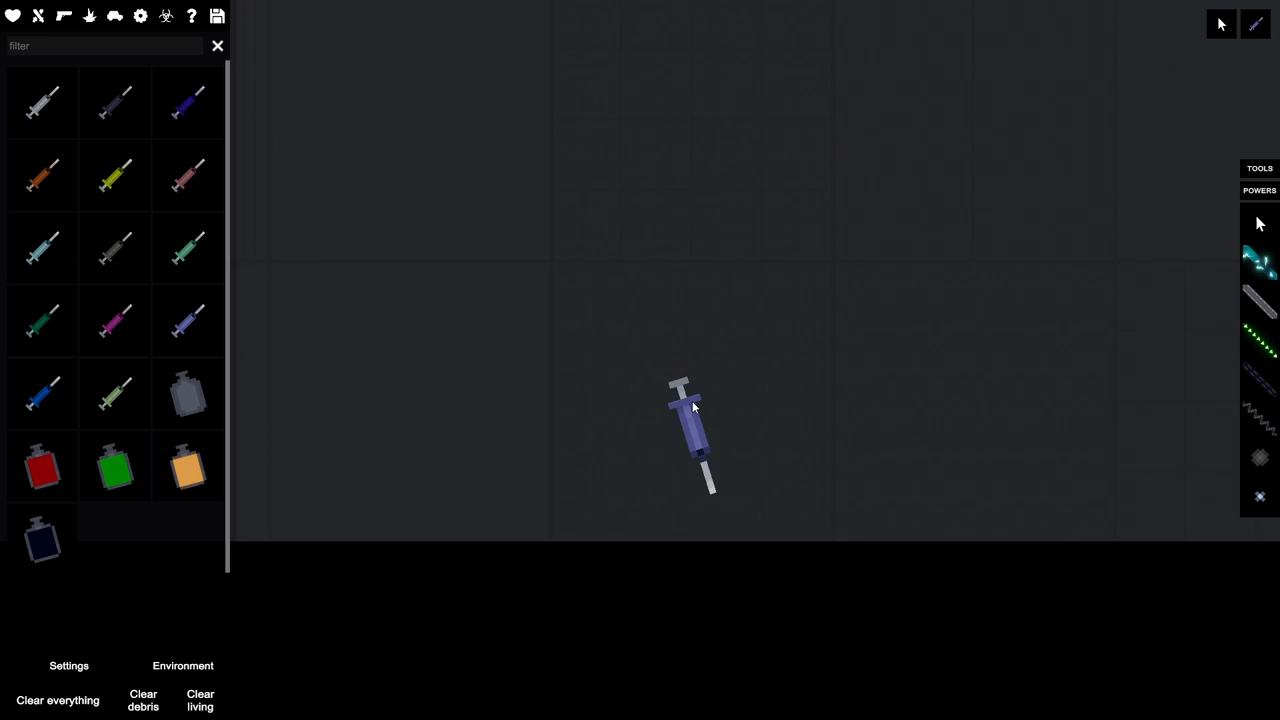 filter
TOOLS
POWERS
Settings
Environment
Clear everything
Clear
debris
Clear
living